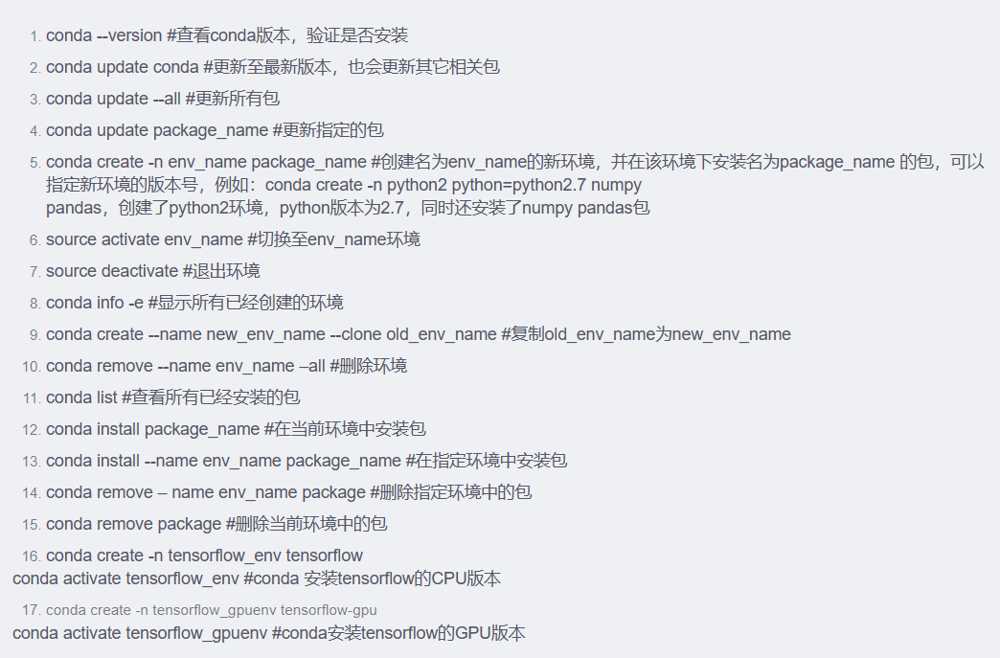 1. conda --version #查看conda版本，验证是否安装
2. conda update conda #更新至最新版本，也会更新其它相关包
3. conda update --all #更新所有包
4. conda update package_name #更新指定的包
5. conda create -n env_name package_name #创建名为env_name的新环境，并在该环境下安装名为package_name 的包，可以
指定新环境的版本号，例如：conda create -n python2 python=python2.7 numpy
pandas，创建了python2环境，python版本为2.7，同时还安装了numpy pandas包
6. source activate env_name #切换至env_name环境
7. source deactivate #退出环境
8. conda info -e #显示所有已经创建的环境
9. conda create --name new_env_name --clone old_env_name #复制old_env_name为new_env_name
10. conda remove --name env_name –all #删除环境
11. conda list #查看所有已经安装的包
12. conda install package_name #在当前环境中安装包
13. conda install --name env_name package_name #在指定环境中安装包
14. conda remove – name env_name package #删除指定环境中的包
15. conda remove package #删除当前环境中的包
16. conda create -n tensorflow_env tensorflow
conda activate tensorflow_env #conda 安装tensorflow的CPU版本
17. conda create -n tensorflow_gpuenv tensorflow-gpu
conda activate tensorflow_gpuenv #conda安装tensorflow的GPU版本